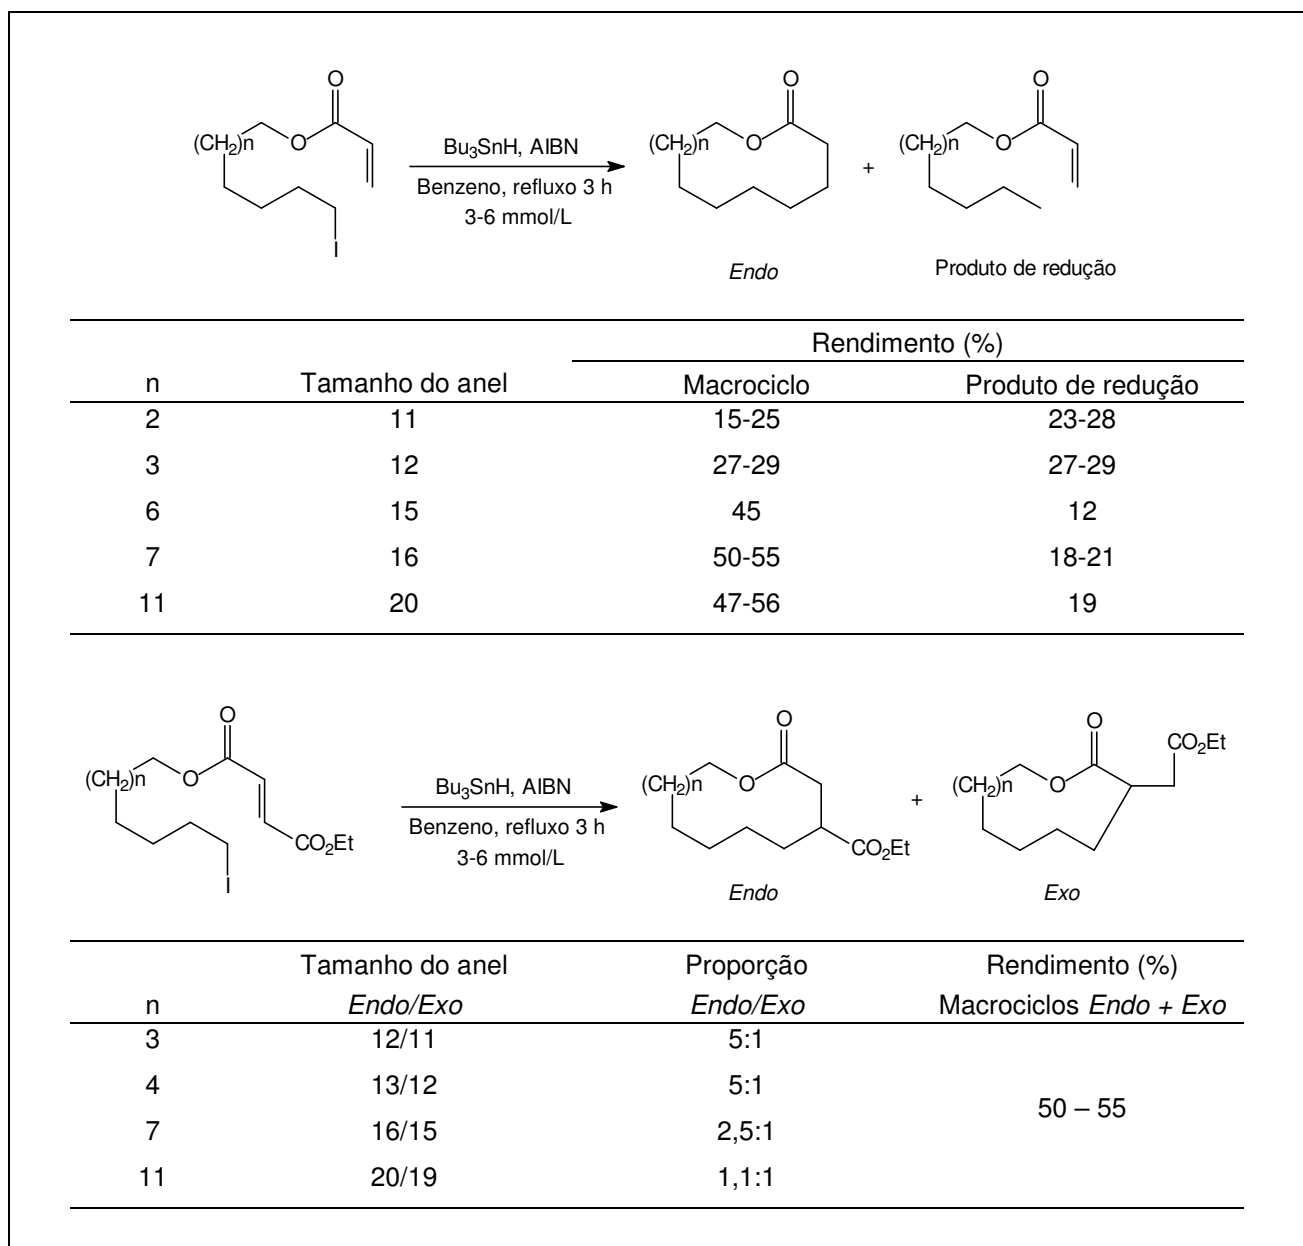 O O O
(CH2)n O (CH2)n O (CH2)n O
Bu3SnH, AIBN
Benzeno, refluxo 3 h
3-6 mmol/L
+
I
Endo Produto de redução
Rendimento (%)
n Tamanho do anel Macrociclo Produto de redução
2 11 15-25 23-28
3 12 27-29 27-29
6 15 45 12
7 16 50-55 18-21
11 20 47-56 19
O O O
CO2Et
(CH2)n O (CH2)n O (CH2)n O
Bu3SnH, AIBN
Benzeno, refluxo 3 h
3-6 mmol/L
+
CO2Et CO2Et
I
Endo Exo
Tamanho do anel Proporção Rendimento (%)
n Endo/Exo Endo/Exo Macrociclos Endo + Exo
3 12/11 5:1
4 13/12 5:1
50 – 55
7 16/15 2,5:1
11 20/19 1,1:1